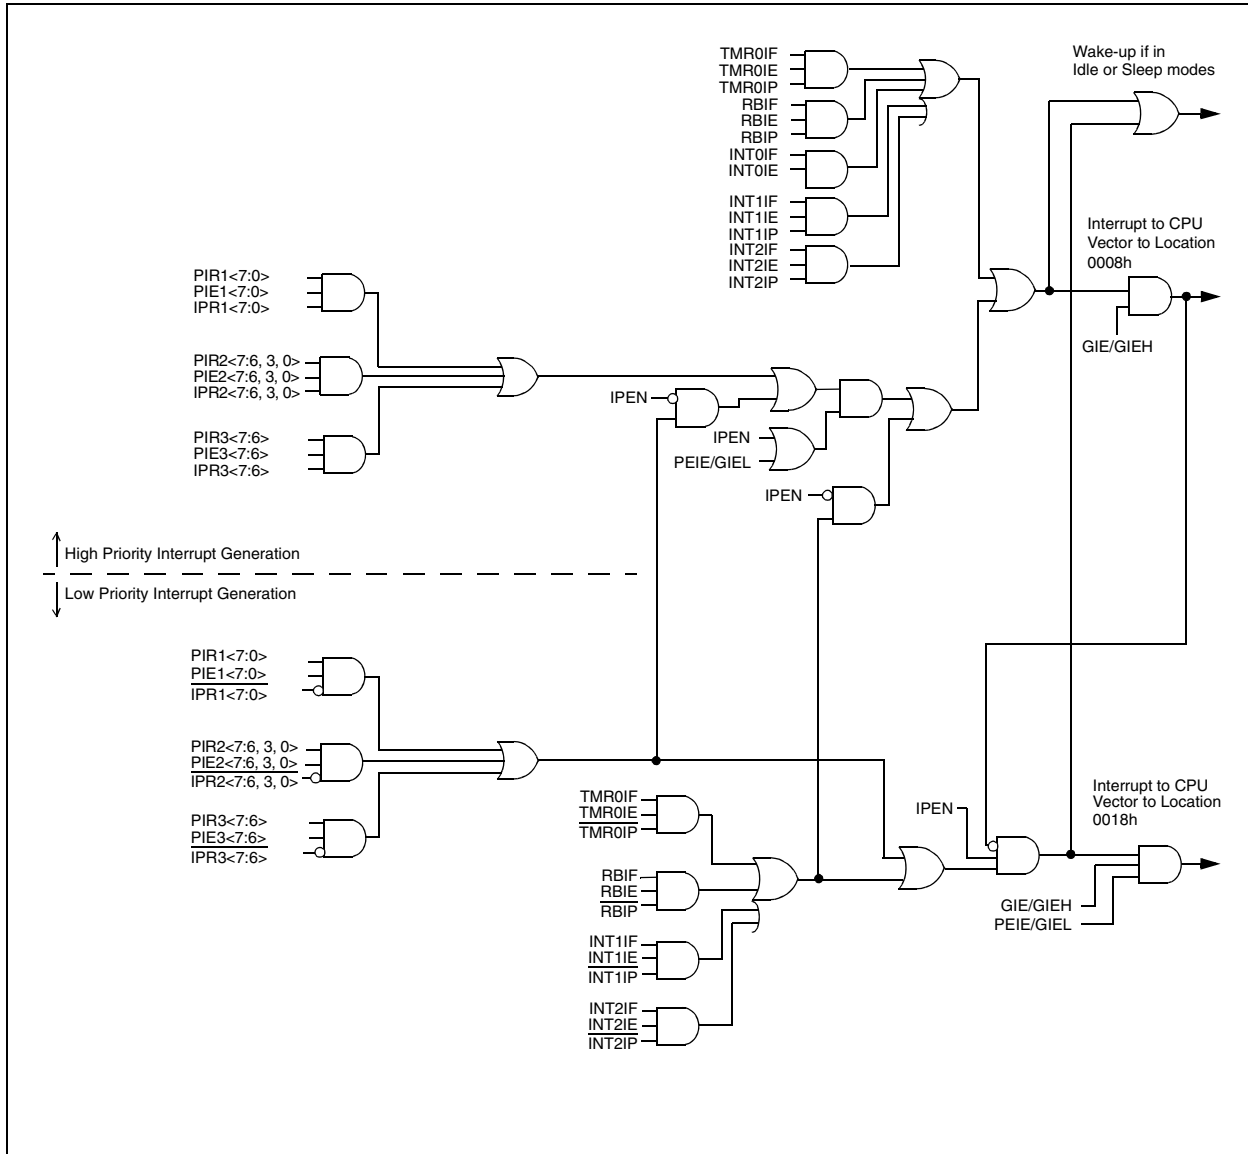 TMR0IF
TMR0IE
TMR0IP
RBIF
RBIE
RBIP
INT0IF
INT0IE
INT1IF
INT1IE
INT1IP
INT2IF
INT2IE
INT2IP
Wake-up if in
Idle or Sleep modes
Interrupt to CPU
Vector to Location
0008h
GIE/GIEH
PIR1<7:0>
PIE1<7:0>
IPR1<7:0>
PIR2<7:6, 3, 0>
PIE2<7:6, 3, 0>
IPR2<7:6, 3, 0>
PIR3<7:6>
PIE3<7:6>
IPR3<7:6>
IPEN
IPEN
PEIE/GIEL
IPEN
High Priority Interrupt Generation
Low Priority Interrupt Generation
PIR1<7:0>
PIE1<7:0>
IPR1<7:0>
PIR2<7:6, 3, 0>
PIE2<7:6, 3, 0>
IPR2<7:6, 3, 0>
PIR3<7:6>
PIE3<7:6>
IPR3<7:6>
TMR0IF
TMR0IE
TMR0IP
RBIF
RBIE
RBIP
INT1IF
INT1IE
INT1IP
INT2IF
INT2IE
INT2IP
IPEN
Interrupt to CPU
Vector to Location
0018h
GIE/GIEH
PEIE/GIEL